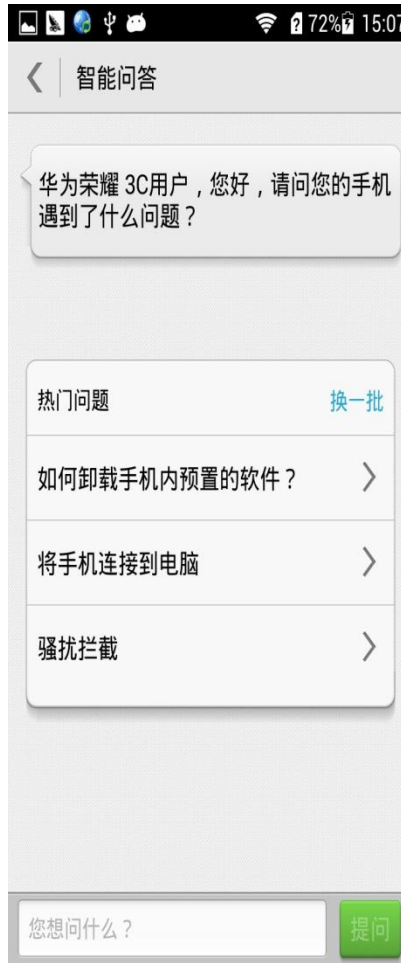 72% 15:07
智能问答
华为荣耀 3C用户，您好，请问您的手机
遇到了什么问题？
热门问题 换一批
如何卸载手机内预置的软件？
将手机连接到电脑
骚扰拦截
您想问什么？ 提问